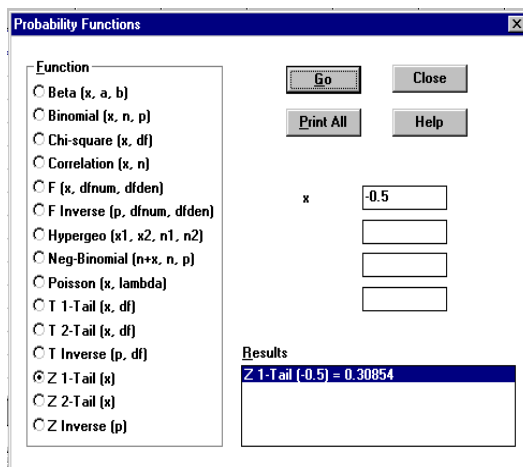 Probability Functions
Function
Beta (x, a, b)
Binomial (x, n, p)
Chi-square (x, df)
Correlation (x, n)
F (x, dfnum, dfden)
F Inverse (p, dfnum, dfden)
Hypergeo (x1, x2, n1, n2)
Neg-Binomial (n+x, n, p)
Poisson (x, lambda)
T 1-Tail (x, df)
T 2-Tail (x, df)
T Inverse (p, df)
Z 1-Tail (x)
Z 2-Tail (x)
Z Inverse (p)
Go
Close
Print All
Help
x
-0.5
Results
Z 1-Tail (-0.5) = 0.30854